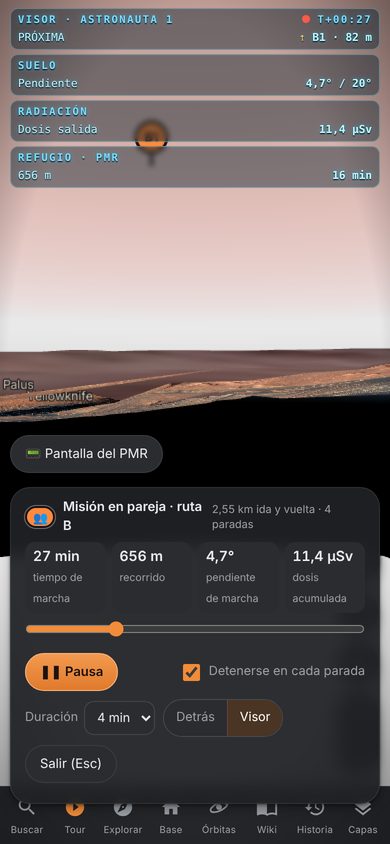 VISOR · ASTRONAUTA 1
T+00:27
PRÓXIMA
↑ B1 · 82 m
SUELO
Pendiente
4,7° / 20°
RADIACIÓN
Dosis salida
11,4 µSv
REFUGIO · PMR
656 m
16 min
Palus
Yellowknife
Pantalla del PMR
Misión en pareja · ruta B
2,55 km ida y vuelta · 4 paradas
27 min
tiempo de marcha
656 m
recorrido
4,7°
pendiente de marcha
11,4 µSv
dosis acumulada
Pausa
Detenerse en cada parada
Duración
4 min
Detrás
Visor
Salir (Esc)
Buscar
Tour
Explorar
Base
Órbitas
Wiki
Historia
Capas